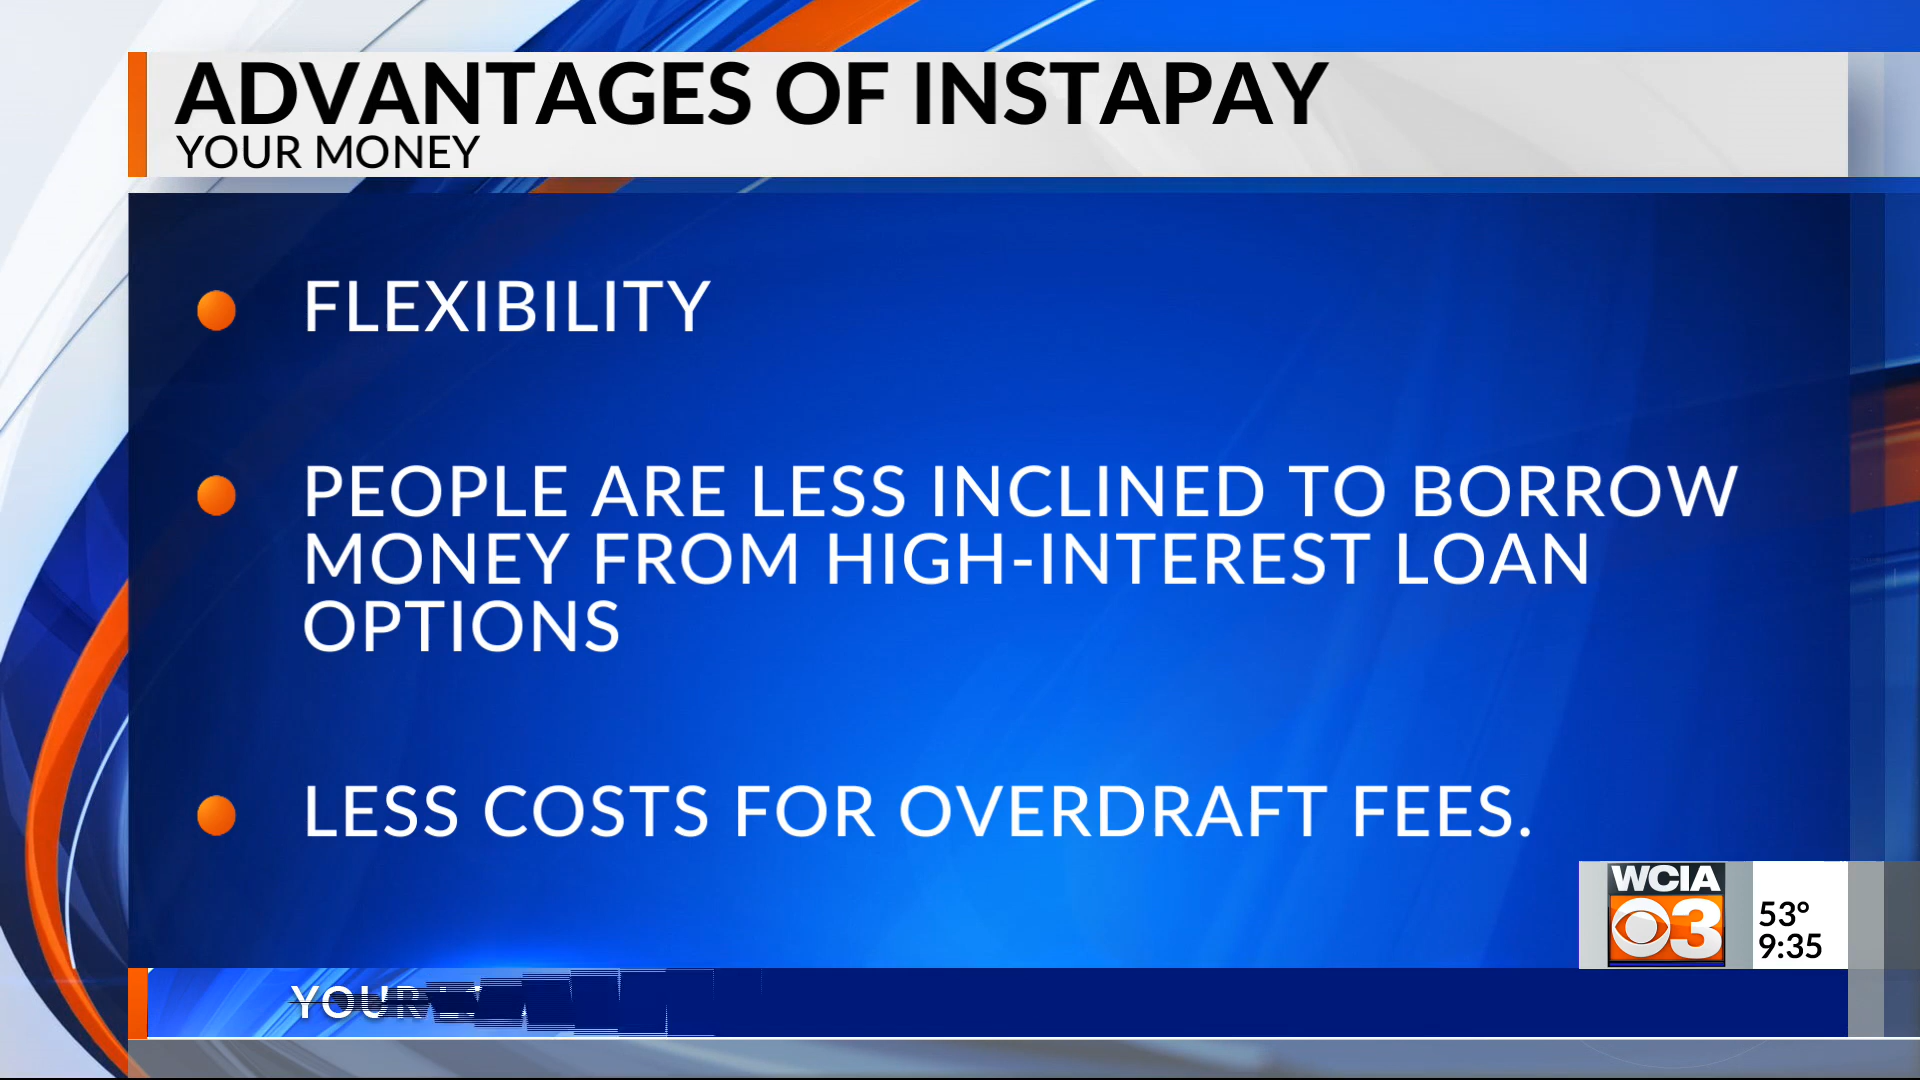 ADVANTAGES OF INSTAPAY
YOUR MONEY
FLEXIBILITY
PEOPLE ARE LESS INCLINED TO BORROW
MONEY FROM HIGH-INTEREST LOAN
OPTIONS
LESS COSTS FOR OVERDRAFT FEES.
WCIA
3
53°
9:35
YOUR